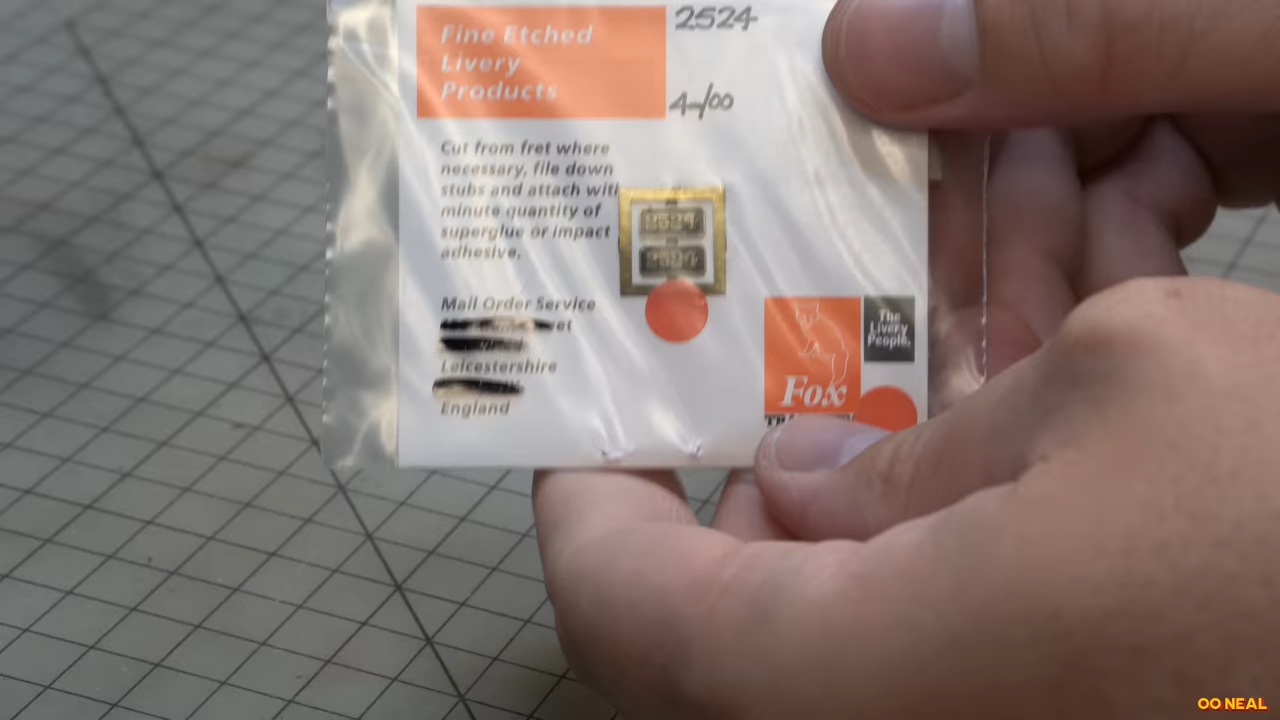 Fine Etched
Livery
Products
2524
4-/00
Cut from fret where
necessary, file down
stubs and attach with
minute quantity of
superglue or impact
adhesive.
2524
2524
Mail Order Service
Leicestershire
England
The
Livery
People.
Fox
OO NEAL